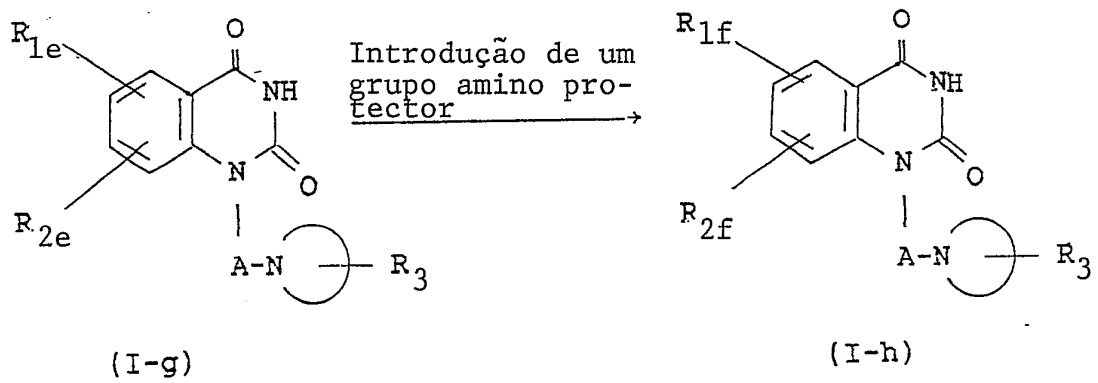 R1e
O
NH
N
O
R2e
A-N
R3
(I-g)
Introdução de um
grupo amino pro-
tector
R1f
O
NH
N
O
R2f
A-N
R3
(I-h)